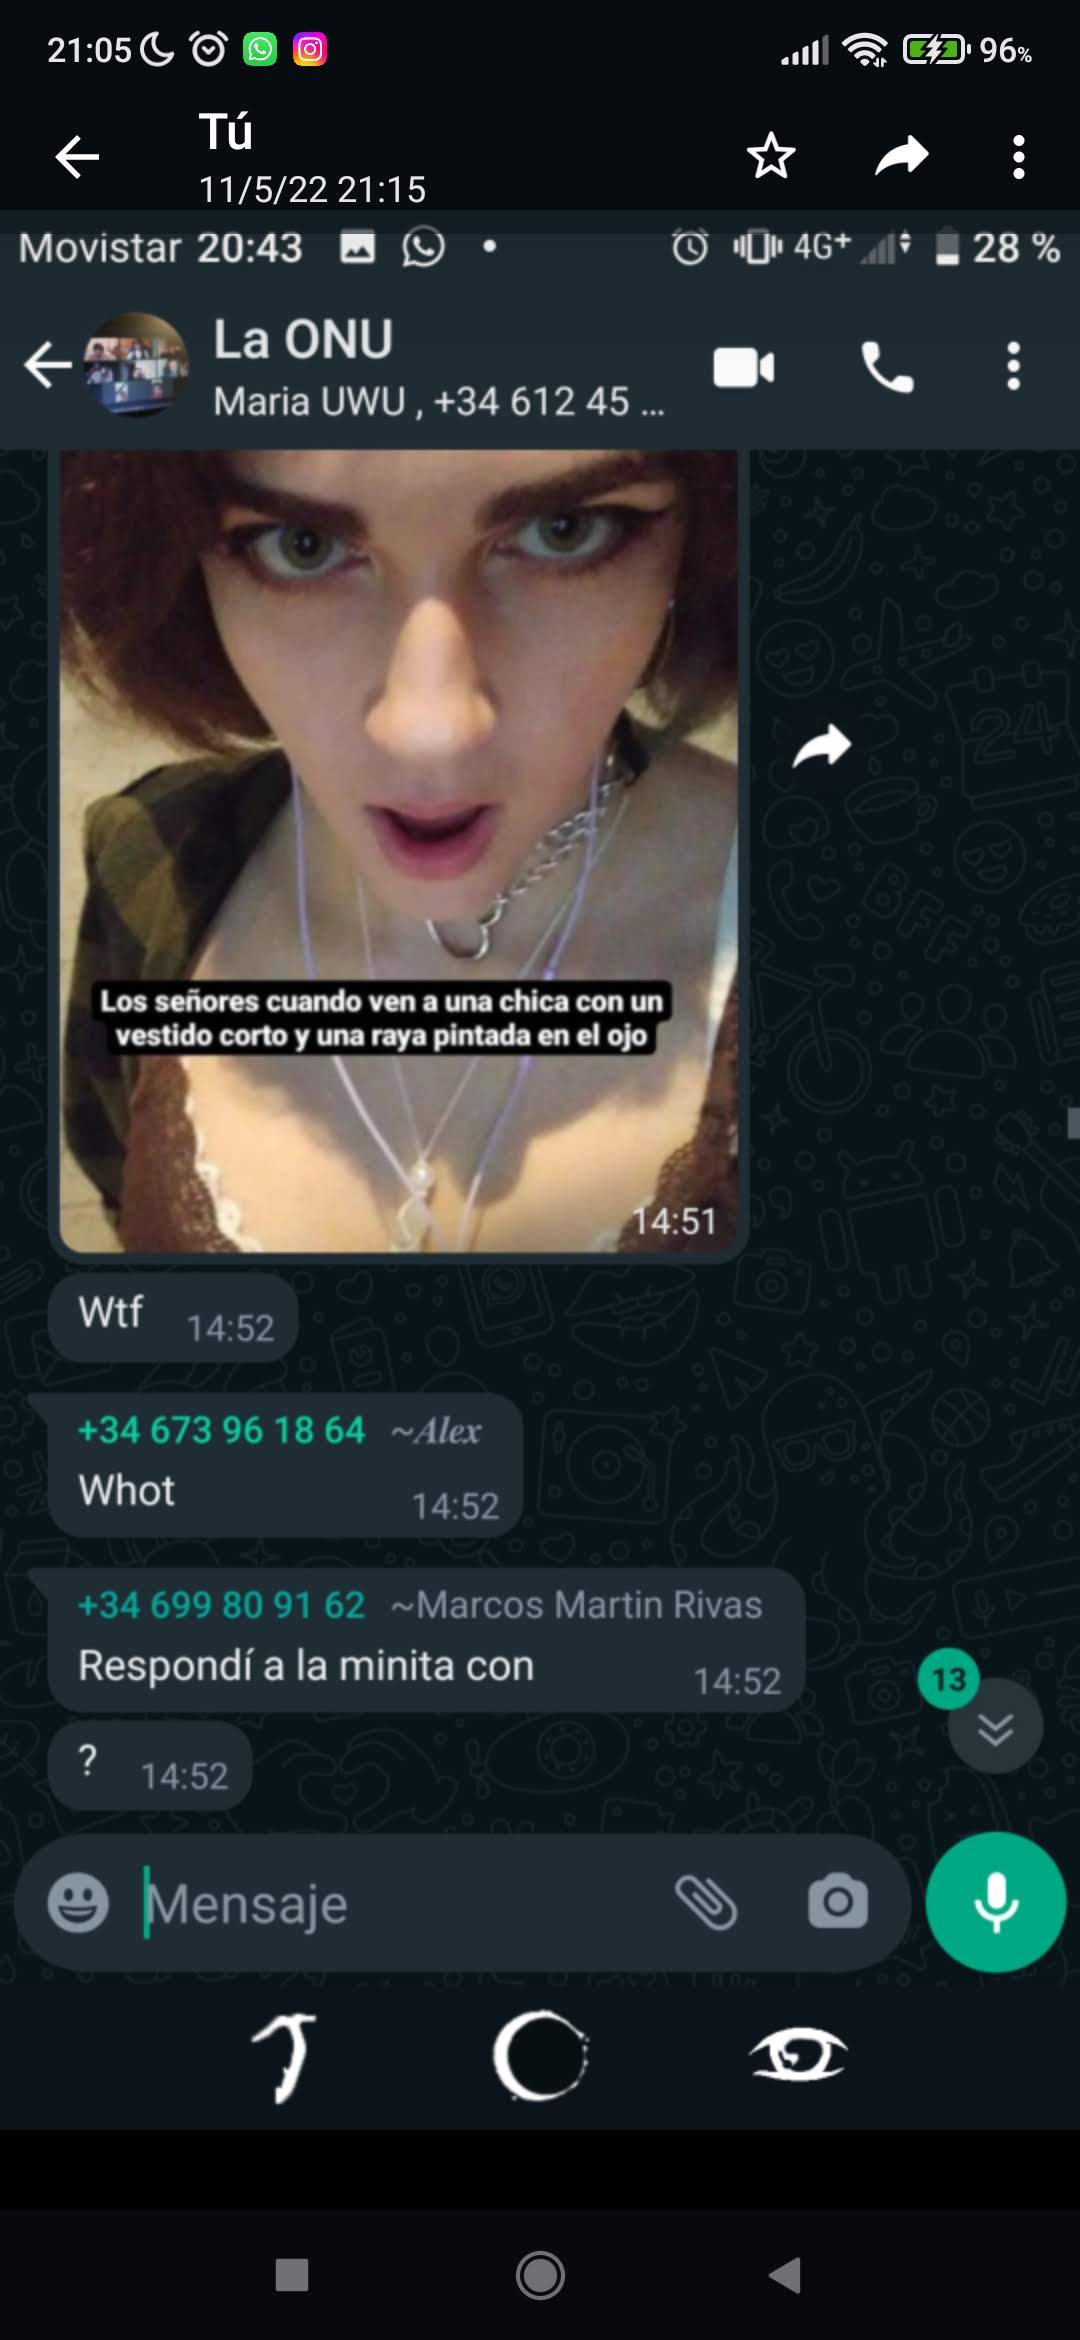 21:05 96%
Tú
11/5/22 21:15
Movistar 20:43 4G+ 28 %
La ONU
Maria UWU , +34 612 45 ...
Los señores cuando ven a una chica con un
vestido corto y una raya pintada en el ojo
14:51
Wtf 14:52
+34 673 96 18 64 ~Alex
Whot 14:52
+34 699 80 91 62 ~Marcos Martin Rivas
Respondí a la minita con 14:52
13
? 14:52
Mensaje